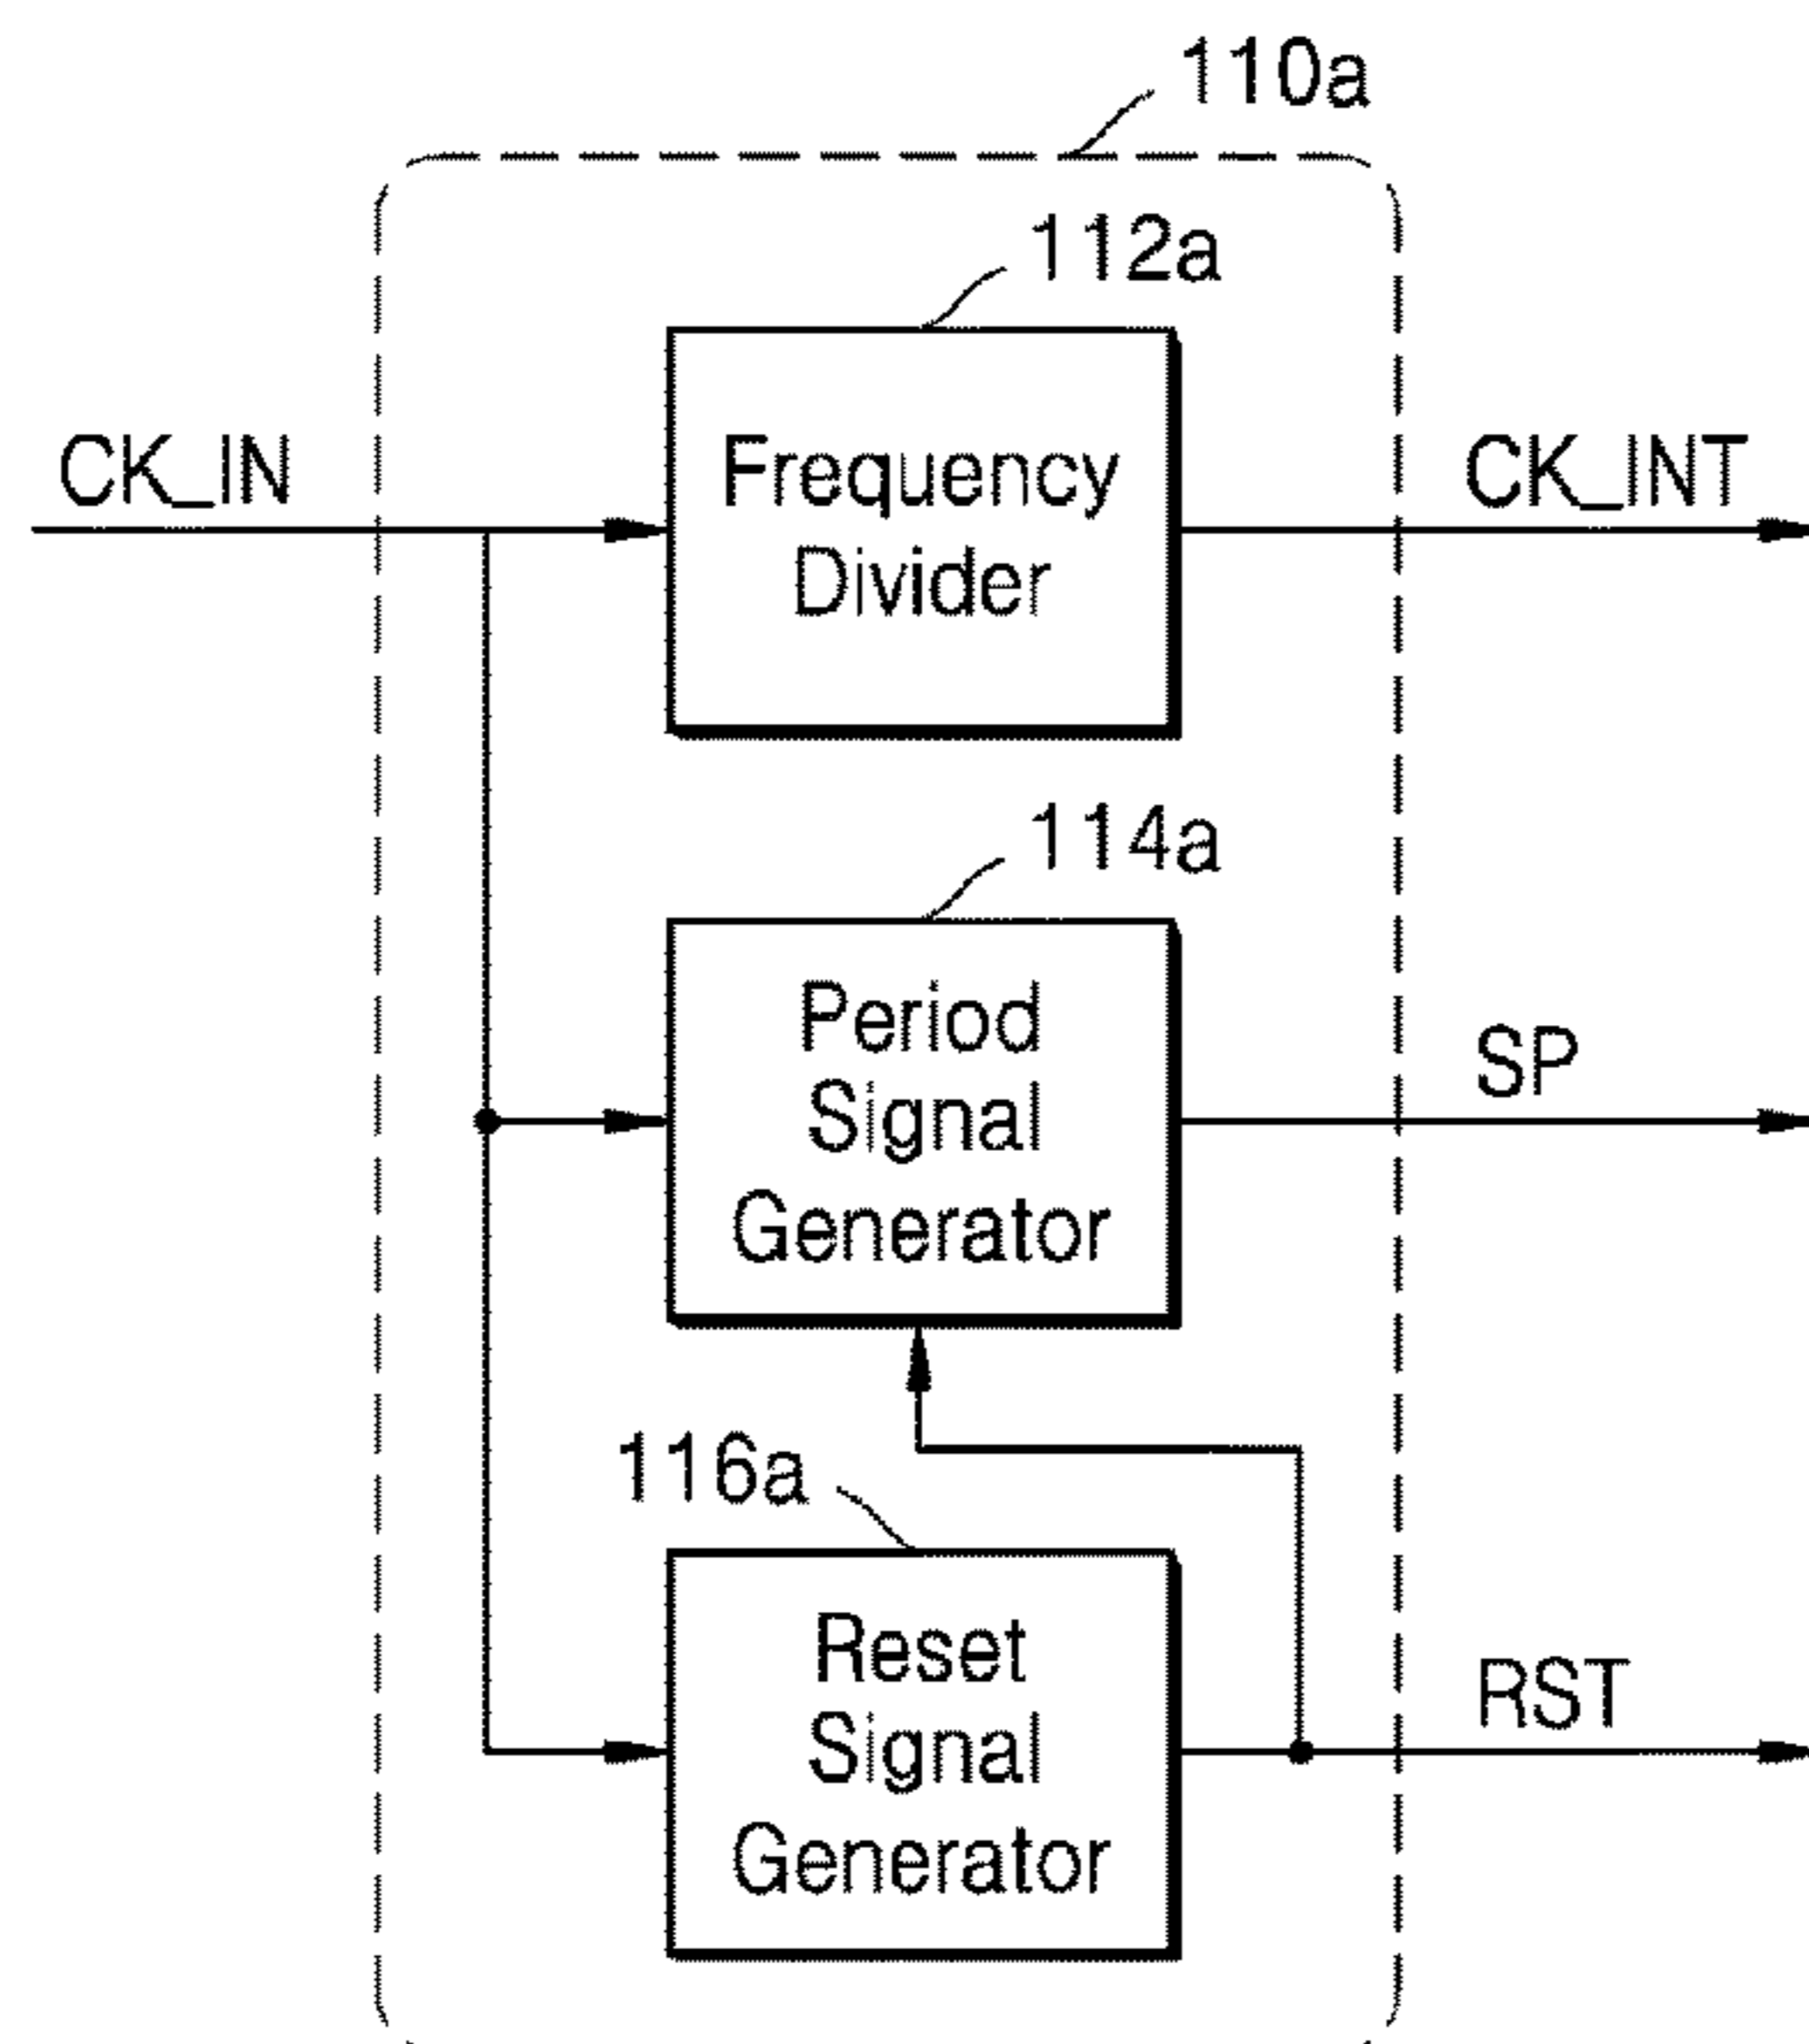 110a
112a
CK_IN
Frequency
Divider
CK_INT
114a
Period
Signal
Generator
SP
116a
Reset
Signal
Generator
RST